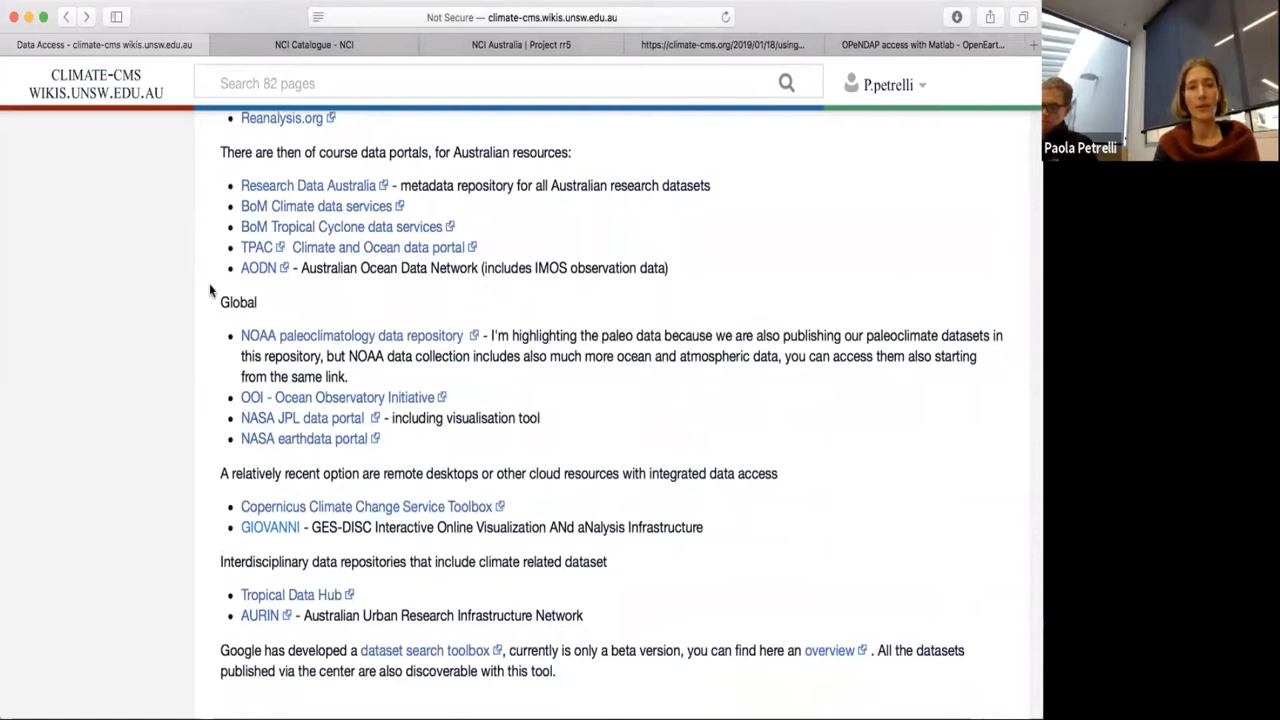 Not Secure — climate-cms.wikis.unsw.edu.au
Data Access - climate-cms wikis.unsw.edu.au
NCI Catalogue - NCI
NCI Australia | Project rr5
https://climate-cms.org/2019/01/18/using...
OPeNDAP access with Matlab - OpenEart...
CLIMATE-CMS
WIKIS.UNSW.EDU.AU
Search 82 pages
P.petrelli
Reanalysis.org
There are then of course data portals, for Australian resources:
Research Data Australia - metadata repository for all Australian research datasets
BoM Climate data services
BoM Tropical Cyclone data services
TPAC Climate and Ocean data portal
AODN - Australian Ocean Data Network (includes IMOS observation data)
Global
NOAA paleoclimatology data repository - I'm highlighting the paleo data because we are also publishing our paleoclimate datasets in
this repository, but NOAA data collection includes also much more ocean and atmospheric data, you can access them also starting
from the same link.
OOI - Ocean Observatory Initiative
NASA JPL data portal - including visualisation tool
NASA earthdata portal
A relatively recent option are remote desktops or other cloud resources with integrated data access
Copernicus Climate Change Service Toolbox
GIOVANNI - GES-DISC Interactive Online Visualization ANd aNalysis Infrastructure
Interdisciplinary data repositories that include climate related dataset
Tropical Data Hub
AURIN - Australian Urban Research Infrastructure Network
Google has developed a dataset search toolbox, currently is only a beta version, you can find here an overview . All the datasets
published via the center are also discoverable with this tool.
Paola Petrelli